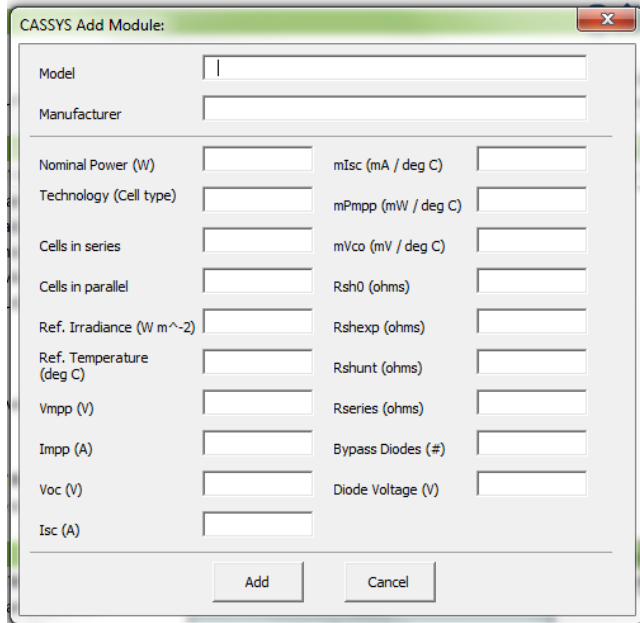 CASSYS Add Module:
Model
Manufacturer
Nominal Power (W)
Technology (Cell type)
Cells in series
Cells in parallel
Ref. Irradiance (W m^-2)
Ref. Temperature
(deg C)
Vmpp (V)
Impp (A)
Voc (V)
Isc (A)
mIsc (mA / deg C)
mPmpp (mW / deg C)
mVco (mV / deg C)
Rsh0 (ohms)
Rshexp (ohms)
Rshunt (ohms)
Rseries (ohms)
Bypass Diodes (#)
Diode Voltage (V)
Add
Cancel